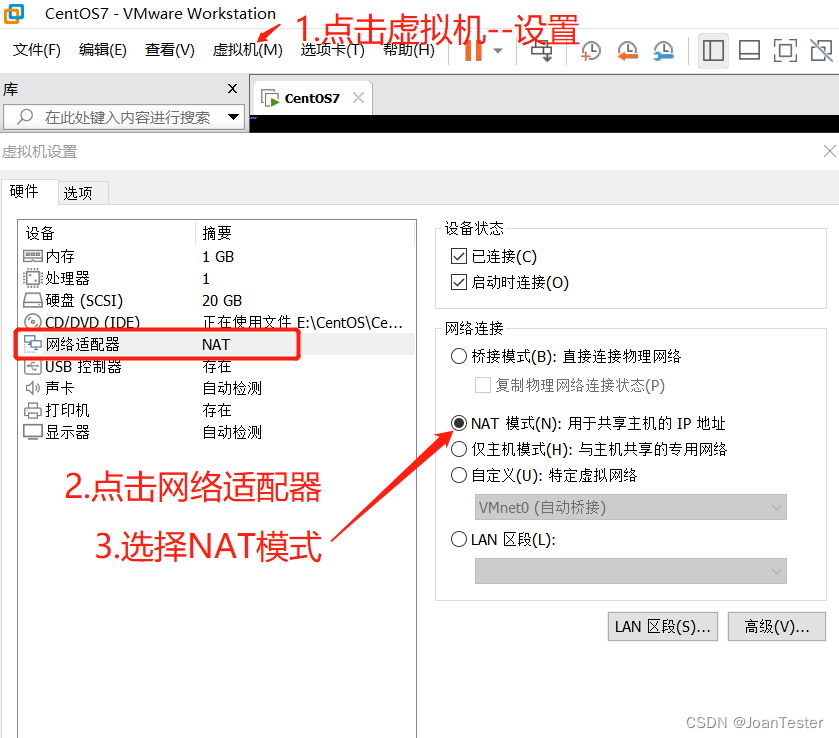 CentOS7 - VMware Workstation
1.点击虚拟机--设置
文件(F) 编辑(E) 查看(V) 虚拟机(M) 选项卡(T) 帮助(H)
库
CentOS7
在此处键入内容进行搜索
虚拟机设置
硬件 选项
设备 摘要
内存 1 GB
处理器 1
硬盘 (SCSI) 20 GB
CD/DVD (IDE) 正在使用文件 E:\CentOS\Ce...
网络适配器 NAT
USB 控制器 存在
声卡 自动检测
打印机 存在
显示器 自动检测
2.点击网络适配器
3.选择NAT模式
设备状态
已连接(C)
启动时连接(O)
网络连接
桥接模式(B): 直接连接物理网络
复制物理网络连接状态(P)
NAT 模式(N): 用于共享主机的 IP 地址
仅主机模式(H): 与主机共享的专用网络
自定义(U): 特定虚拟网络
VMnet0 (自动桥接)
LAN 区段(L):
LAN 区段(S)... 高级(V)...
CSDN @JoanTester